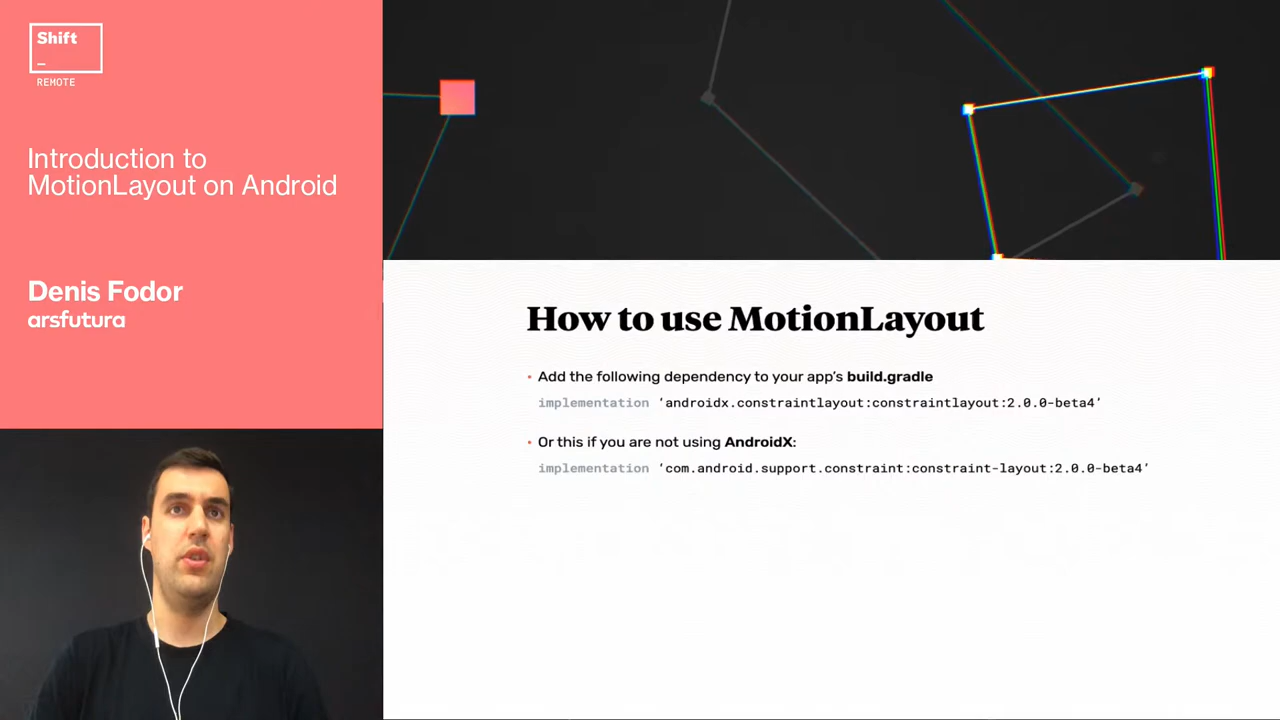 Shift
_
REMOTE
Introduction to
MotionLayout on Android
Denis Fodor
arsfutura
How to use MotionLayout
• Add the following dependency to your app’s build.gradle
implementation ‘androidx.constraintlayout:constraintlayout:2.0.0-beta4’
• Or this if you are not using AndroidX:
implementation ‘com.android.support.constraint:constraint-layout:2.0.0-beta4’